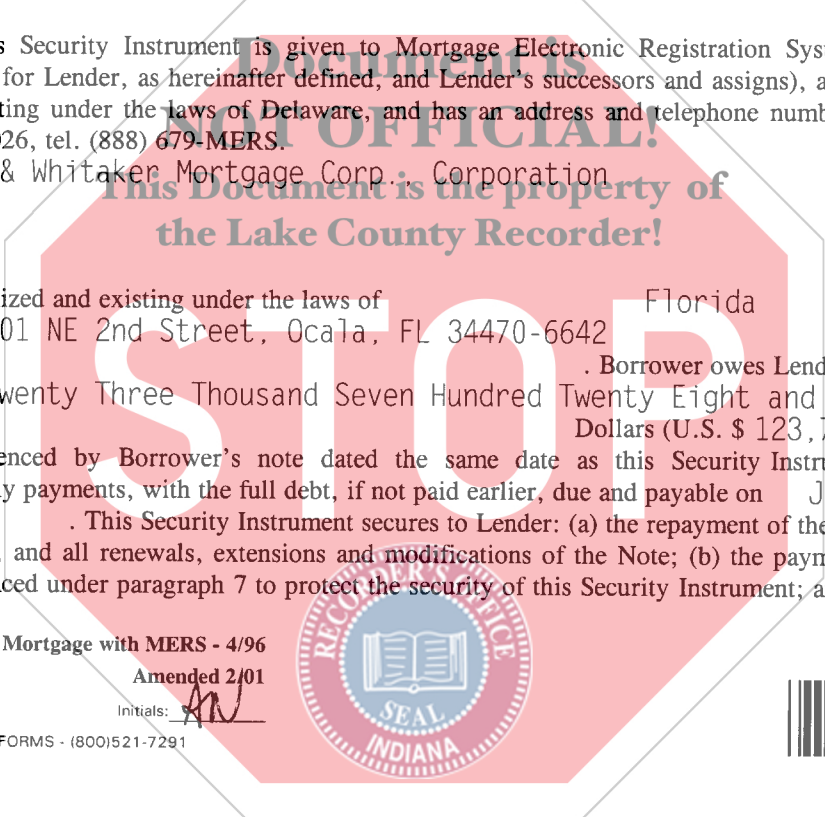 s Security Instrument is given to Mortgage Electronic Registration Sys
for Lender, as hereinafter defined, and Lender's successors and assigns), a
ting under the laws of Delaware, and has an address and telephone numb
026, tel. (888) 679-MERS.
& Whitaker Mortgage Corp., Corporation
Document is
NOT OFFICIAL!
This Document is the property of
the Lake County Recorder!
STOP
ized and existing under the laws of Florida
01 NE 2nd Street, Ocala, FL 34470-6642
. Borrower owes Lend
wenty Three Thousand Seven Hundred Twenty Eight and
Dollars (U.S. $ 123,7
enced by Borrower's note dated the same date as this Security Instru
y payments, with the full debt, if not paid earlier, due and payable on J
. This Security Instrument secures to Lender: (a) the repayment of the
, and all renewals, extensions and modifications of the Note; (b) the paym
ced under paragraph 7 to protect the security of this Security Instrument; a
Mortgage with MERS - 4/96
Amended 2/01
Initials: AN
FORMS - (800)521-7291
RECORDER'S OFFICE
SEAL
INDIANA